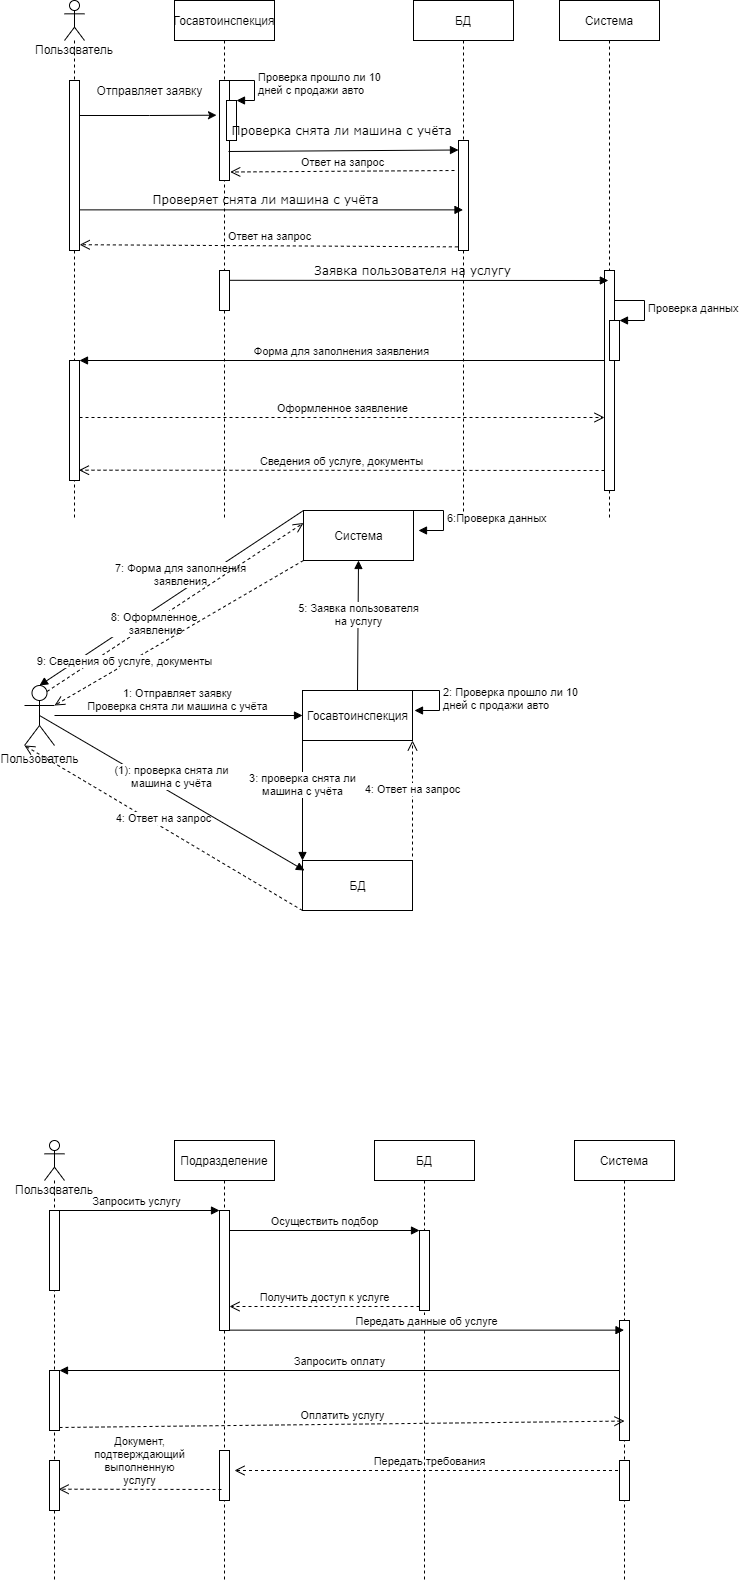 Пользователь
Госавтоинспекция
БД
Система
Отправляет заявку
Проверка прошло ли 10
дней с продажи авто
Проверка снята ли машина с учёта
Ответ на запрос
Проверяет снята ли машина с учёта
Ответ на запрос
Заявка пользователя на услугу
Проверка данных
Форма для заполнения заявления
Оформленное заявление
Сведения об услуге, документы
Система
6:Проверка данных
7: Форма для заполнения
заявления
8: Оформленное
заявление
5: Заявка пользователя
на услугу
9: Сведения об услуге, документы
Пользователь
1: Отправляет заявку
Проверка снята ли машина с учёта
Госавтоинспекция
2: Проверка прошло ли 10
дней с продажи авто
(1): проверка снята ли
машина с учёта
3: проверка снята ли
машина с учёта
4: Ответ на запрос
4: Ответ на запрос
БД
Пользователь
Подразделение
БД
Система
Запросить услугу
Осуществить подбор
Получить доступ к услуге
Передать данные об услуге
Запросить оплату
Оплатить услугу
Документ,
подтверждающий
выполненную
услугу
Передать требования